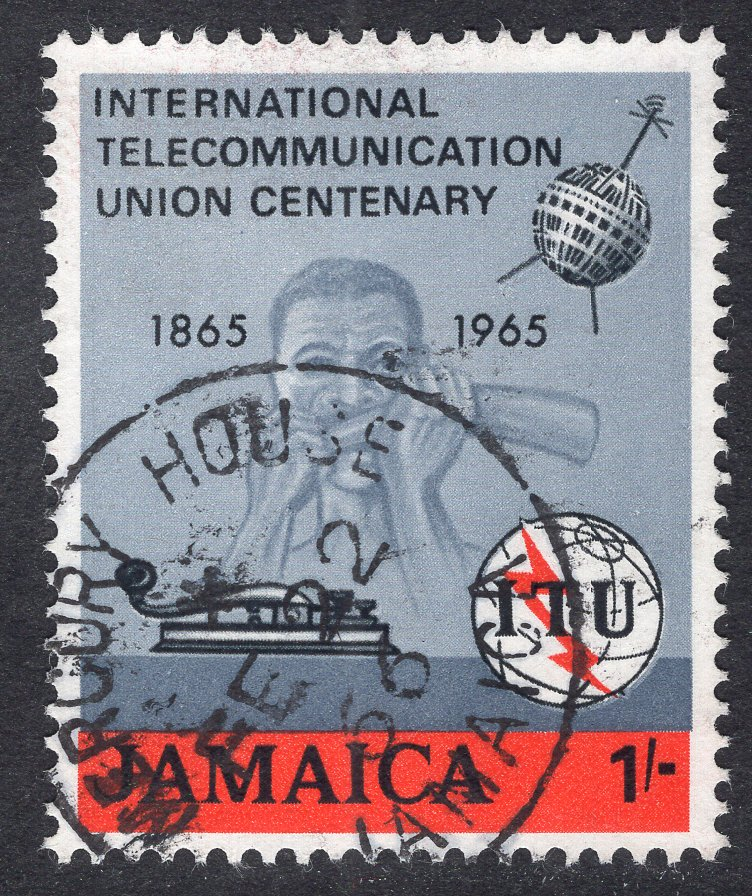 INTERNATIONAL
TELECOMMUNICATION
UNION CENTENARY
1865 1965
HOUSE
ITU
JAMAICA 1/-